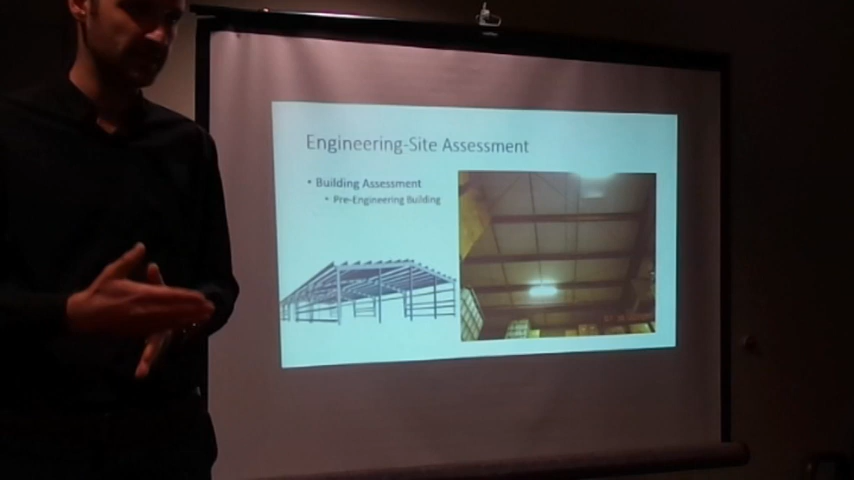 Engineering-Site Assessment
• Building Assessment
• Pre-Engineering Building